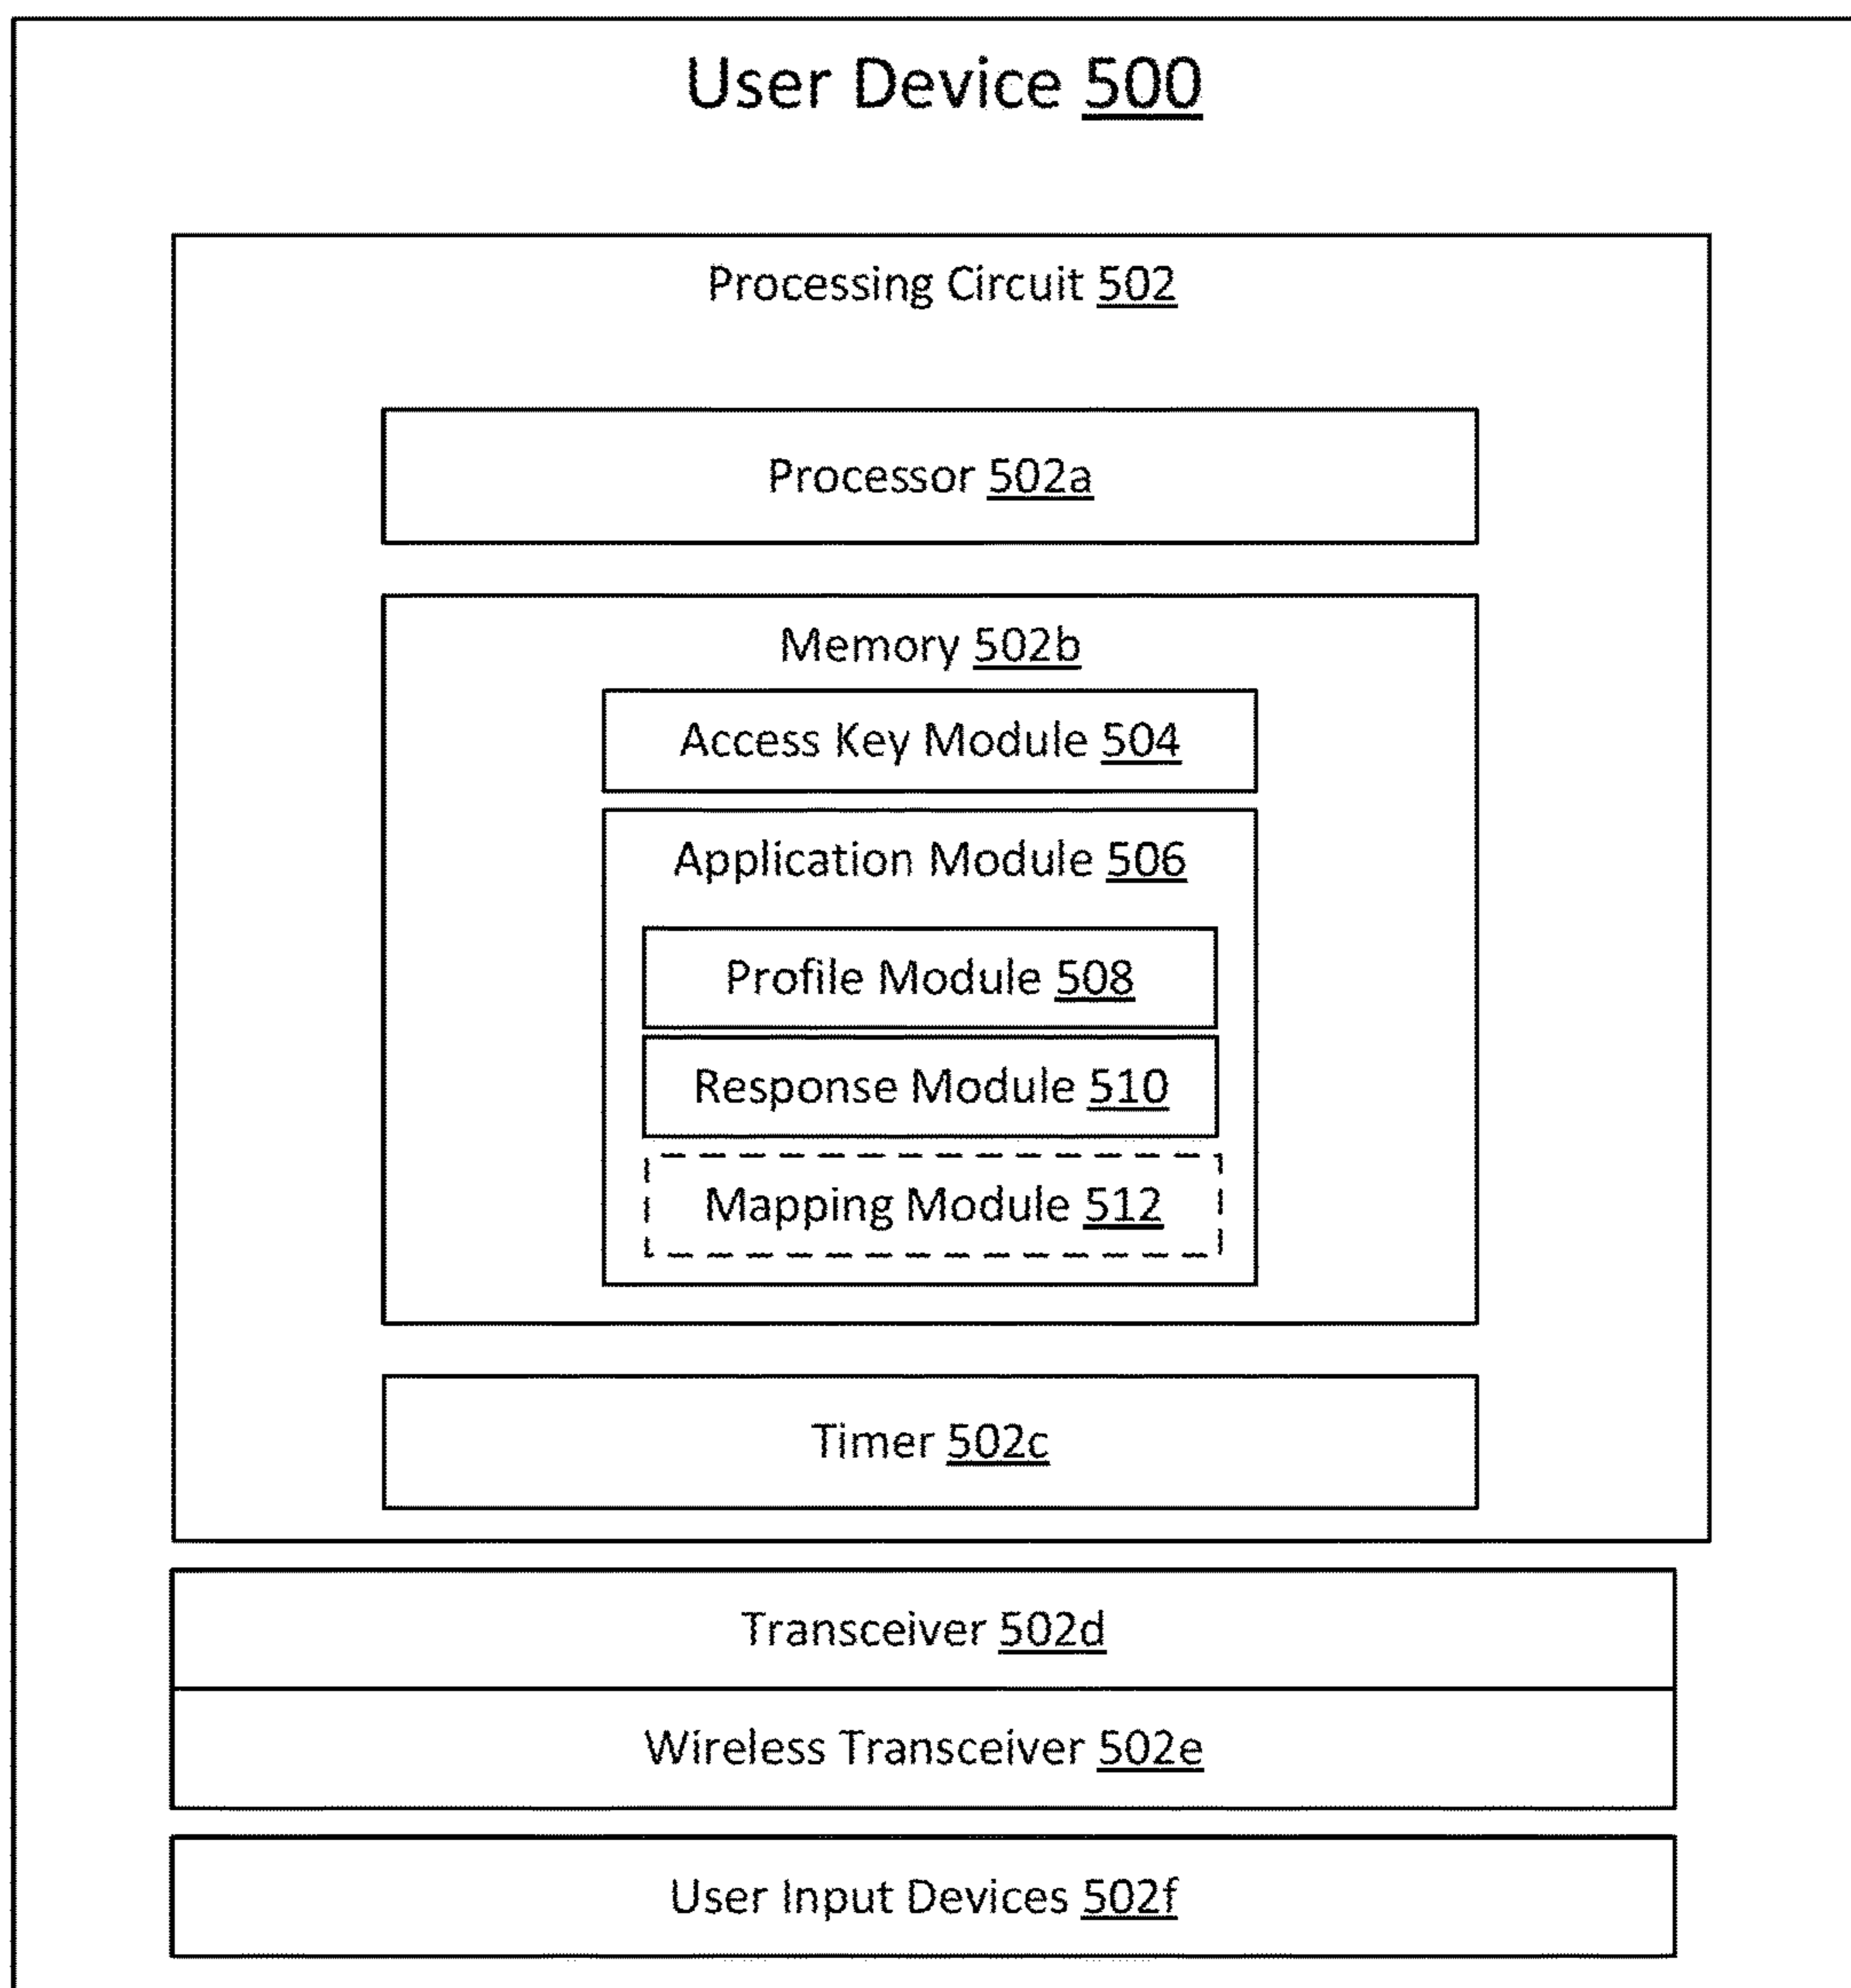 User Device 500
Processing Circuit 502
Processor 502a
Memory 502b
Access Key Module 504
Application Module 506
Profile Module 508
Response Module 510
Mapping Module 512
Timer 502c
Transceiver 502d
Wireless Transceiver 502e
User Input Devices 502f